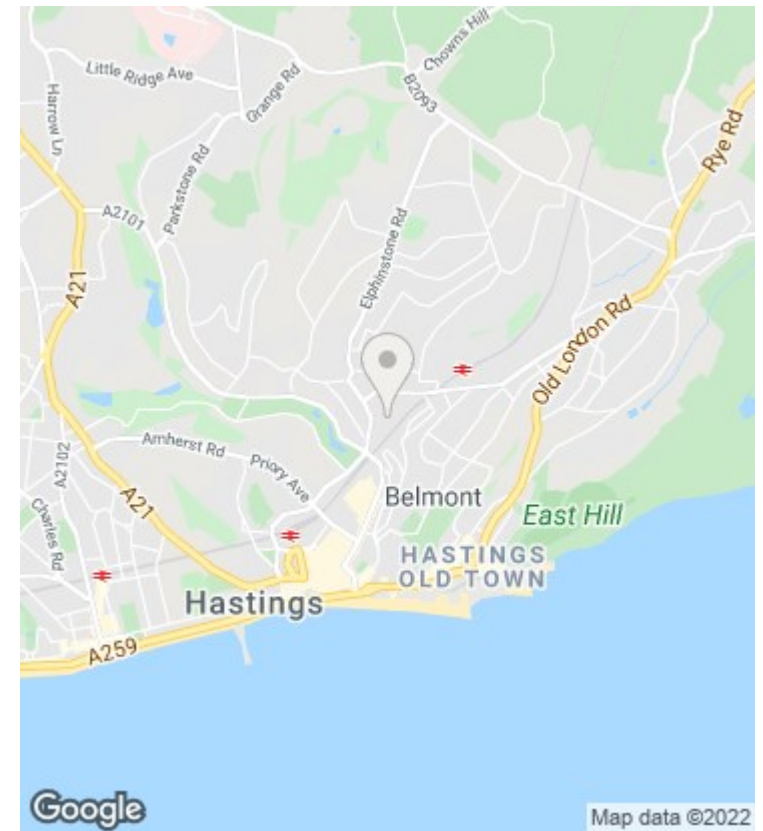 Chowns Hill
Little Ridge Ave
Grange Rd
B2093
Harrow Ln
Rye Rd
Parkstone Rd
A2101
Elphinstone Rd
A21
Old London Rd
Amherst Rd
Priory Ave
A2102
A21
Belmont
Charles Rd
East Hill
HASTINGS
OLD TOWN
Hastings
A259
Google
Map data ©2022